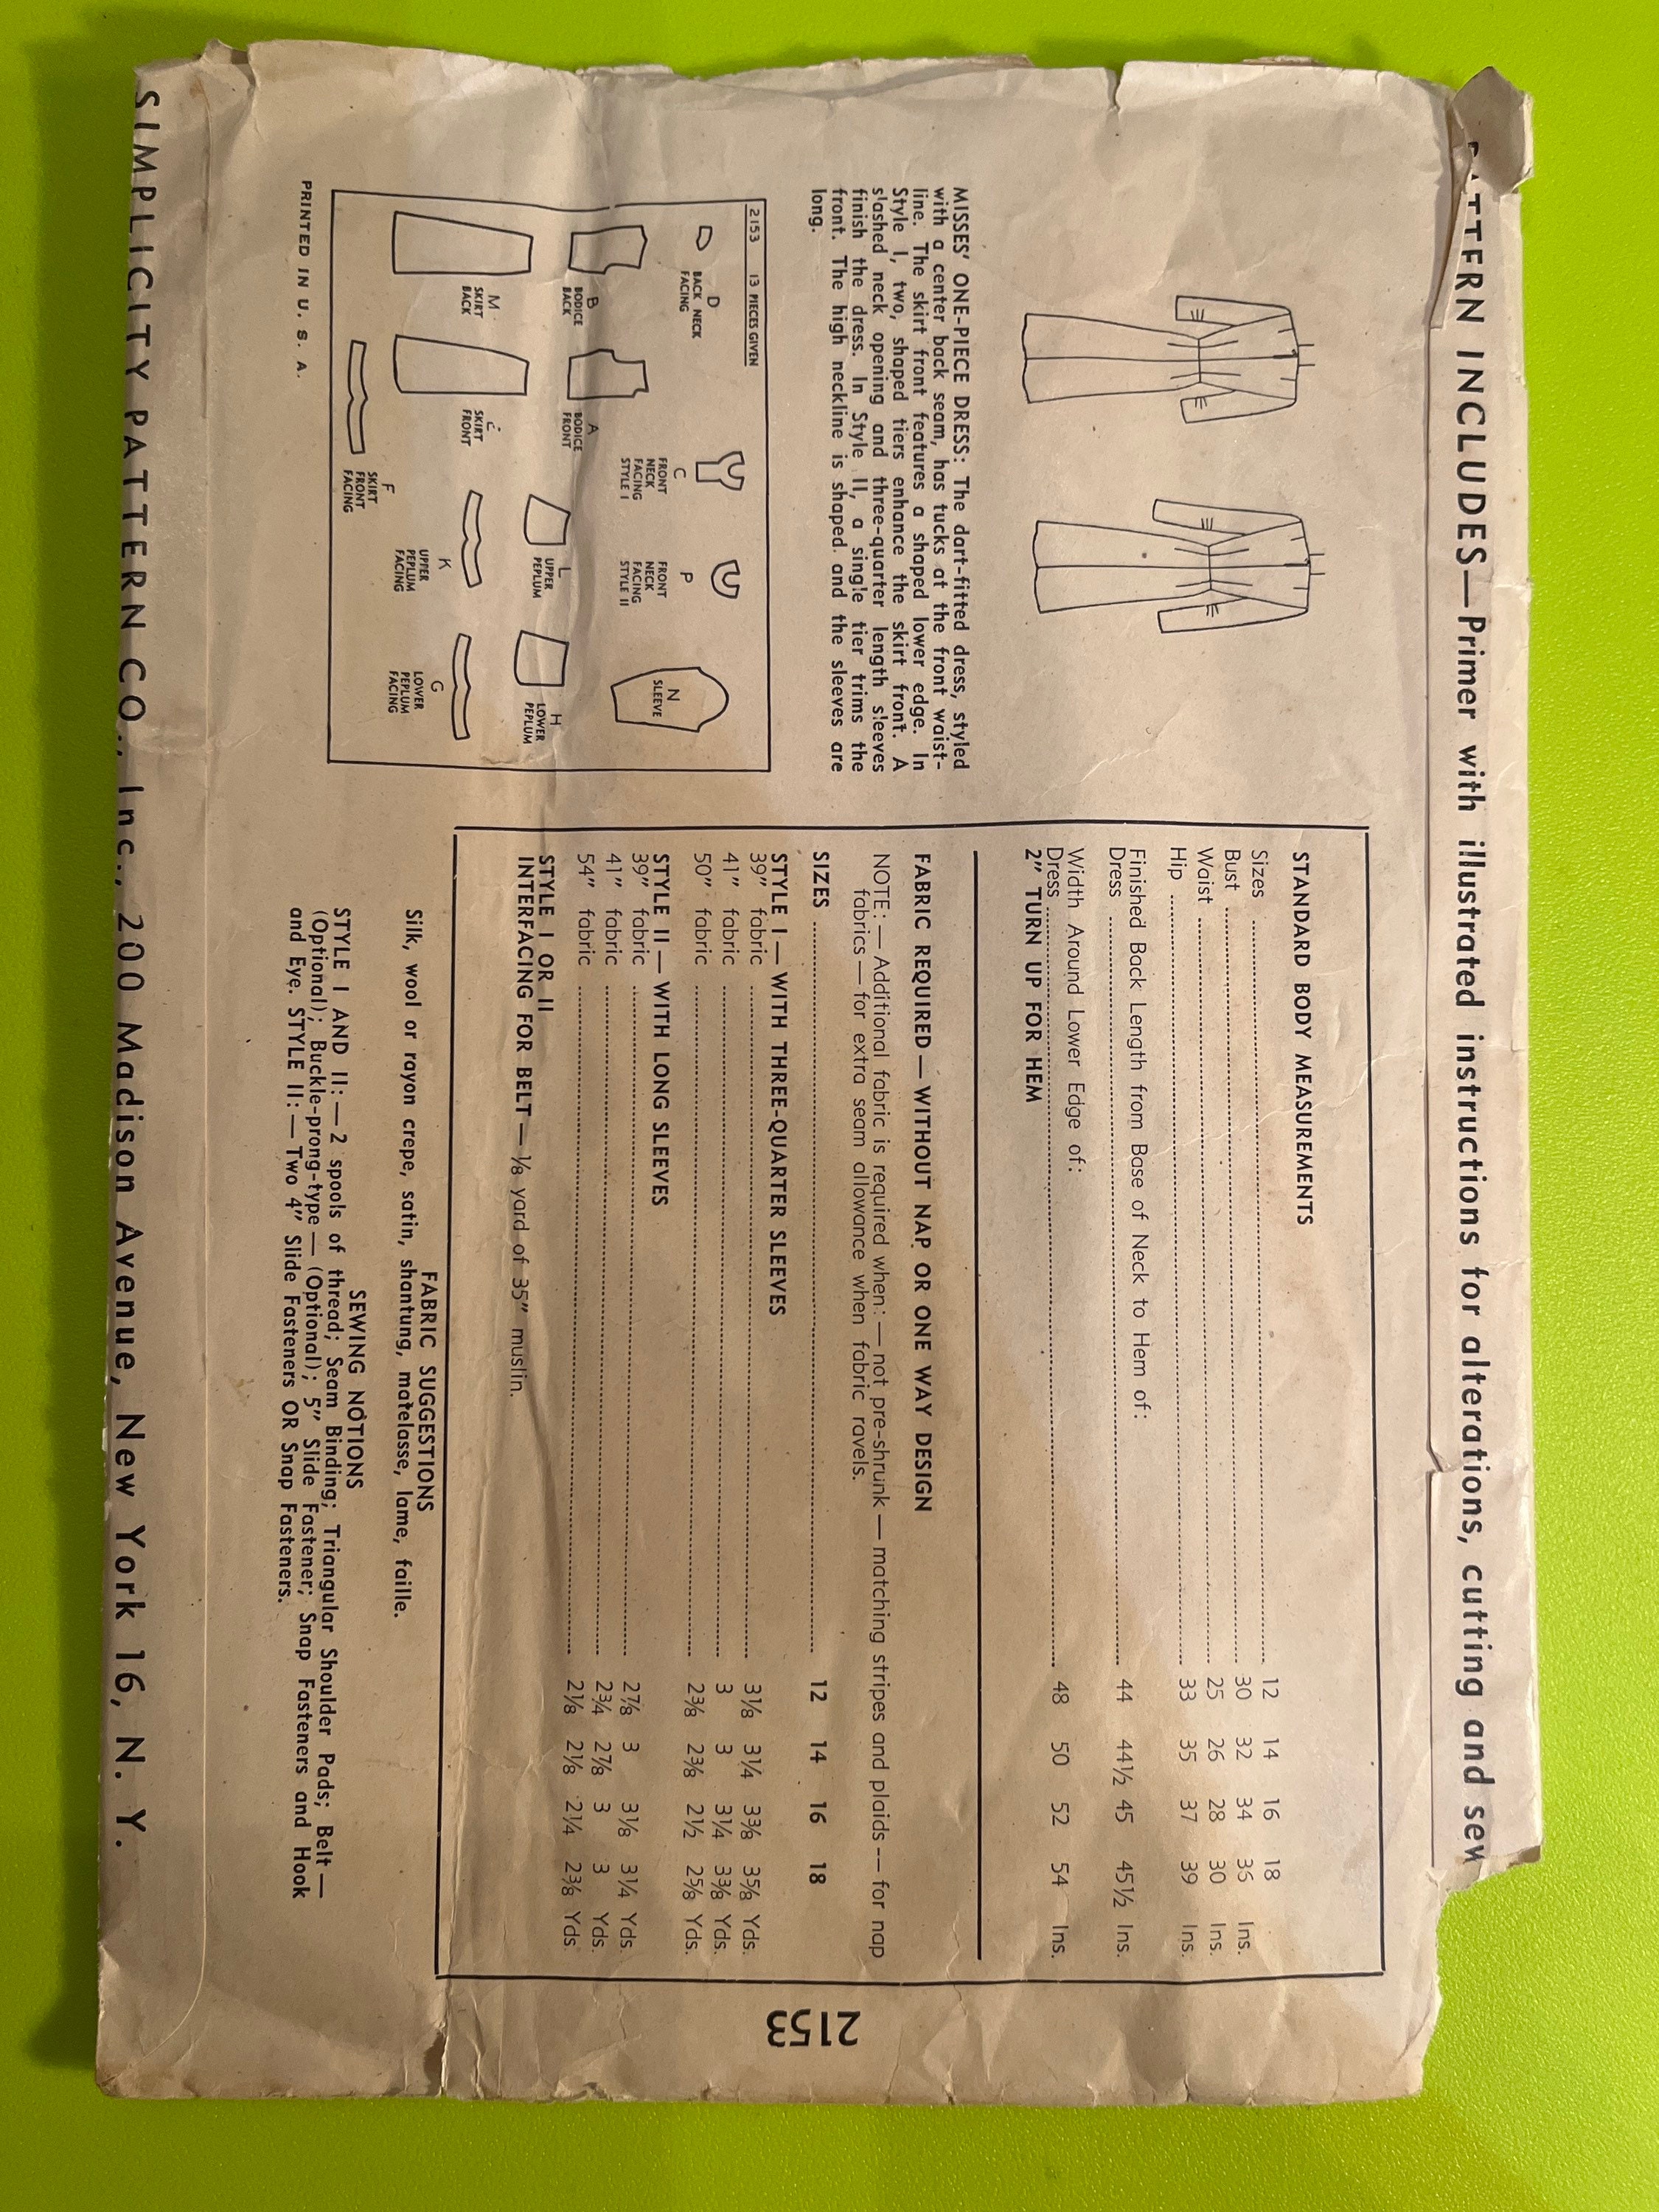 PATTERN INCLUDES—Primer with illustrated instructions for alterations, cutting and sew
MISSES' ONE-PIECE DRESS: The dart-fitted dress, styled
with a center back seam, has tucks at the front waist-
line. The skirt front features a shaped lower edge. In
Style I, two, shaped tiers enhance the skirt front. A
slashed neck opening and three-quarter length sleeves
finish the dress. In Style II, a single tier trims the
front. The high neckline is shaped and the sleeves are
long.
2153 13 PIECES GIVEN
D
BACK NECK
FACING
C
FRONT
NECK
FACING
STYLE I
P
FRONT
NECK
FACING
STYLE II
N
SLEEVE
B
BODICE
BACK
A
BODICE
FRONT
L
UPPER
PEPLUM
H
LOWER
PEPLUM
M
SKIRT
BACK
SKIRT
FRONT
K
UPPER
PEPLUM
FACING
G
LOWER
PEPLUM
FACING
F
SKIRT
FRONT
FACING
PRINTED IN U. S. A.
STANDARD BODY MEASUREMENTS
Sizes 12 14 16 18
Bust 30 32 34 36 Ins.
Waist 25 26 28 30 Ins.
Hip 33 35 37 39 Ins.
Finished Back Length from Base of Neck to Hem of:
Dress 44 44½ 45 45½ Ins.
Width Around Lower Edge of:
Dress 48 50 52 54 Ins.
2" TURN UP FOR HEM
FABRIC REQUIRED — WITHOUT NAP OR ONE WAY DESIGN
NOTE: — Additional fabric is required when: — not pre-shrunk — matching stripes and plaids -- for nap
fabrics — for extra seam allowance when fabric ravels.
SIZES 12 14 16 18
STYLE I — WITH THREE-QUARTER SLEEVES
39" fabric 3⅛ 3¼ 3⅜ 3⅝ Yds.
41" fabric 3 3 3¼ 3⅜ Yds.
50" fabric 2⅜ 2⅜ 2½ 2⅝ Yds.
STYLE II — WITH LONG SLEEVES
39" fabric 2⅞ 3 3⅛ 3¼ Yds.
41" fabric 2¾ 2⅞ 3 3 Yds.
54" fabric 2⅛ 2⅛ 2¼ 2⅜ Yds
STYLE I OR II
INTERFACING FOR BELT — ⅛ yard of 35" muslin.
FABRIC SUGGESTIONS
Silk, wool or rayon crepe, satin, shantung, matelasse, lame, faille.
SEWING NOTIONS
STYLE I AND II: — 2 spools of thread; Seam Binding; Triangular Shoulder Pads; Belt —
(Optional); Buckle-prong-type — (Optional); 5" Slide Fastener; Snap Fasteners and Hook
and Eye. STYLE II: — Two 4" Slide Fasteners OR Snap Fasteners.
2153
SIMPLICITY PATTERN CO., Inc., 200 Madison Avenue, New York 16, N. Y.